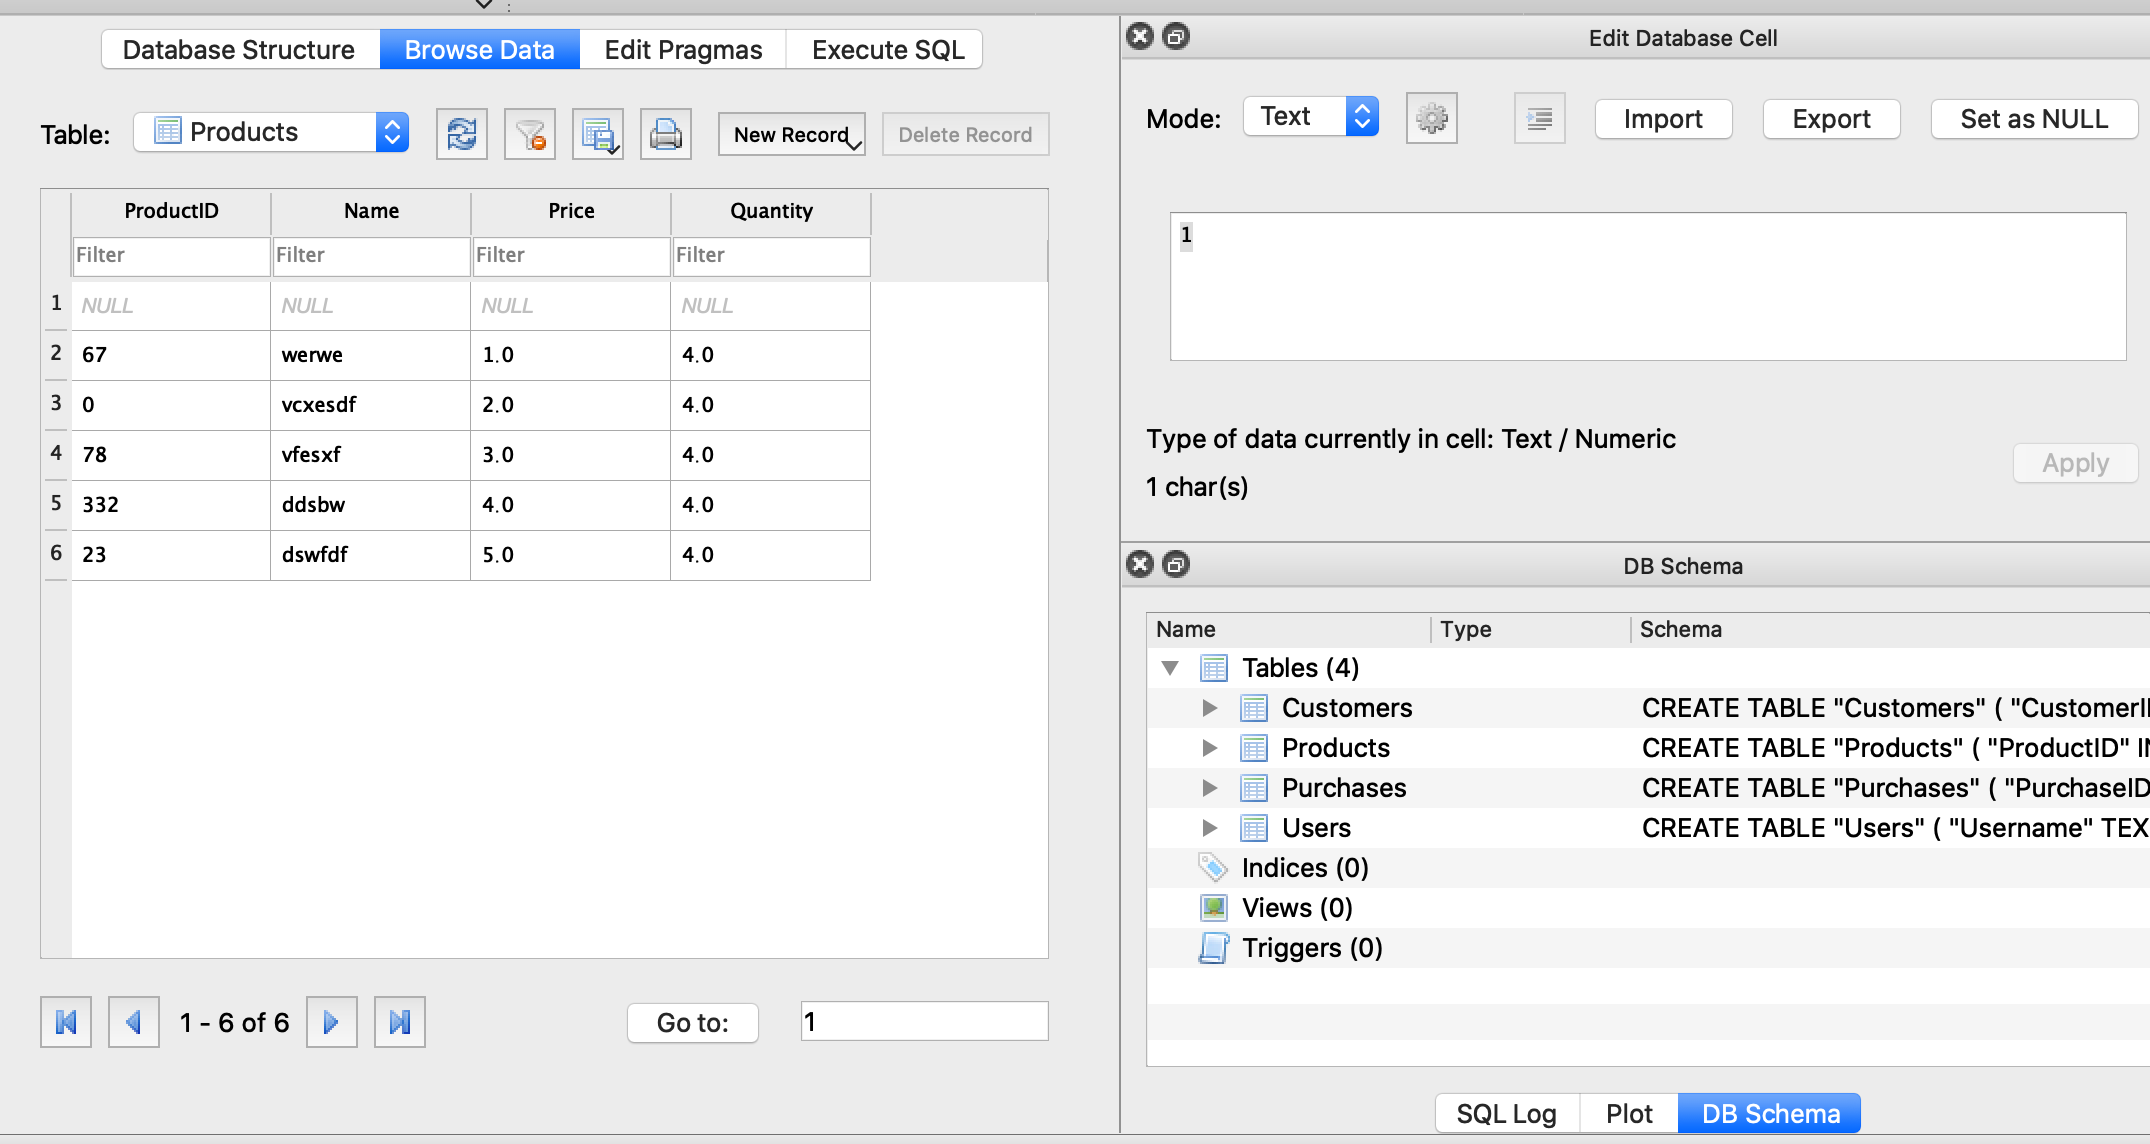 Database Structure Browse Data Edit Pragmas Execute SQL
Table: Products New Record Delete Record
ProductID Name Price Quantity
Filter Filter Filter Filter
1 NULL NULL NULL NULL
2 67 werwe 1.0 4.0
3 0 vcxesdf 2.0 4.0
4 78 vfesxf 3.0 4.0
5 332 ddsbw 4.0 4.0
6 23 dswfdf 5.0 4.0
1 - 6 of 6 Go to: 1
Edit Database Cell
Mode: Text Import Export Set as NULL
1
Type of data currently in cell: Text / Numeric
1 char(s)
Apply
DB Schema
Name Type Schema
Tables (4)
Customers CREATE TABLE "Customers" ( "CustomerI
Products CREATE TABLE "Products" ( "ProductID" IN
Purchases CREATE TABLE "Purchases" ( "PurchaseID
Users CREATE TABLE "Users" ( "Username" TEX
Indices (0)
Views (0)
Triggers (0)
SQL Log Plot DB Schema